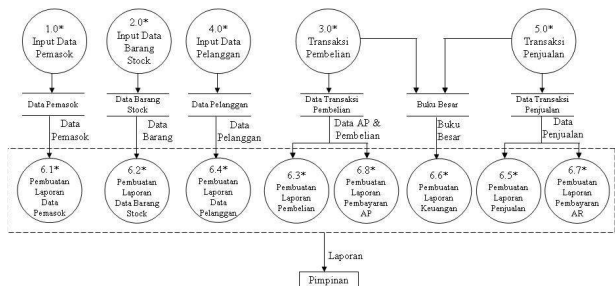 1.0*
Input Data
Pemasok
2.0*
Input Data
Barang
Stock
4.0*
Input Data
Pelanggan
3.0*
Transaksi
Pembelian
5.0*
Transaksi
Penjualan
Data Pemasok
Data Barang
Stock
Data Pelanggan
Data Transaksi
Pembelian
Buku Besar
Data Transaksi
Penjualan
Data
Pemasok
Data
Barang
Data
Pelanggan
Data AP &
Pembelian
Buku
Besar
Data
Penjualan
6.1*
Pembuatan
Laporan
Data
Pemasok
6.2*
Pembuatan
Laporan
Data Barang
Stock
6.4*
Pembuatan
Laporan
Data
Pelanggan
6.3*
Pembuatan
Laporan
Pembelian
6.8*
Pembuatan
Laporan
Pembayaran
AP
6.6*
Pembuatan
Laporan
Keuangan
6.5*
Pembuatan
Laporan
Penjualan
6.7*
Pembuatan
Laporan
Pembayaran
AR
Laporan
Pimpinan